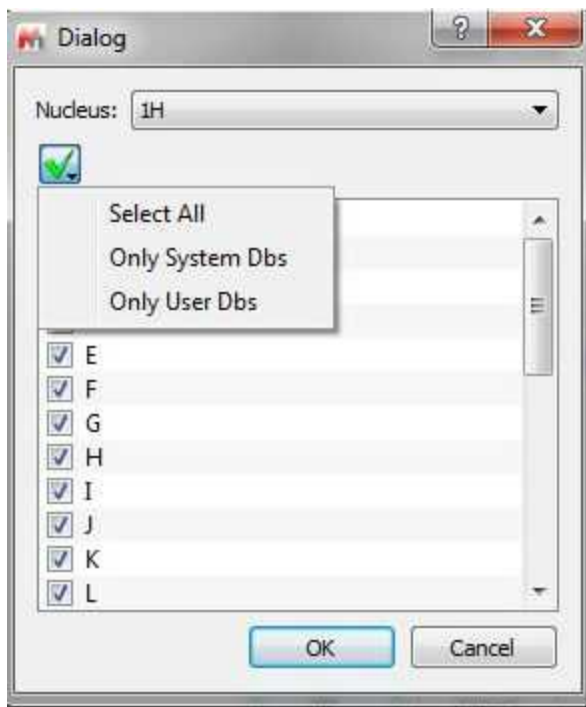 Dialog
Nucleus: 1H
Select All
Only System Dbs
Only User Dbs
E
F
G
H
I
J
K
L
OK Cancel